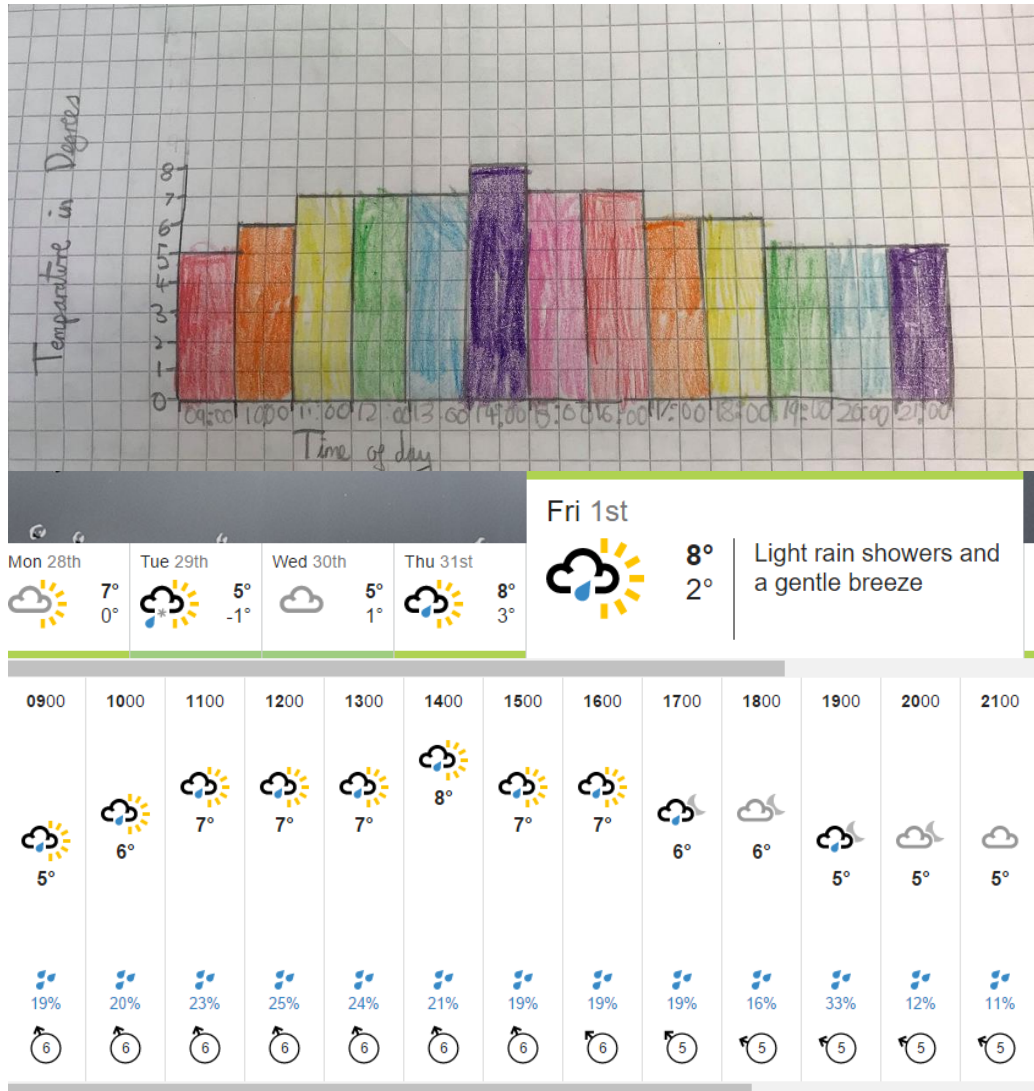 Temparature in Degrees
8
7
6
5
4
3
2
1
0
09:00 10:00 11:00 12:00 13:00 14:00 15:00 16:00 17:00 18:00 19:00 20:00 21:00
Time of day
Fri 1st
8°
2°
Light rain showers and
a gentle breeze
Mon 28th
7°
0°
Tue 29th
5°
-1°
Wed 30th
5°
1°
Thu 31st
8°
3°
0900 1000 1100 1200 1300 1400 1500 1600 1700 1800 1900 2000 2100
5° 6° 7° 7° 7° 8° 7° 7° 6° 6° 5° 5° 5°
19% 20% 23% 25% 24% 21% 19% 19% 19% 16% 33% 12% 11%
6 6 6 6 6 6 6 6 5 5 5 5 5